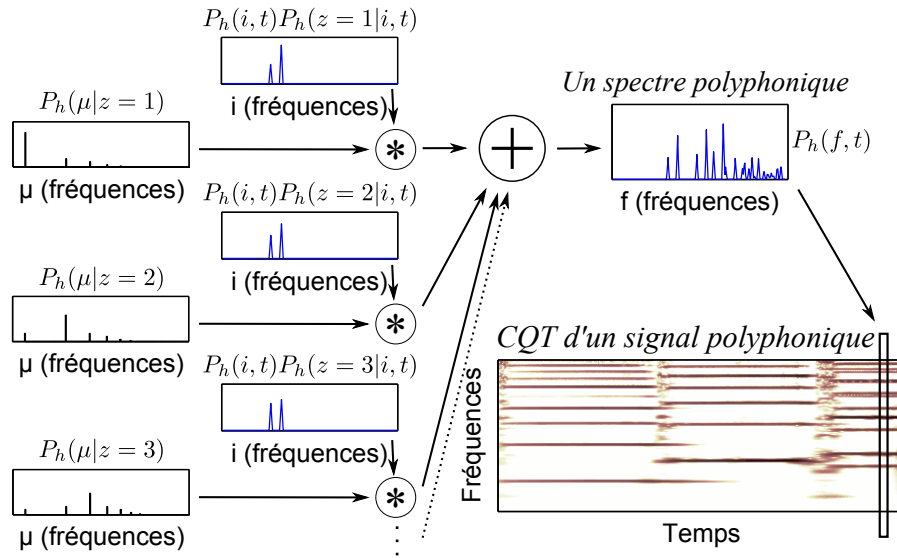 P_h(i, t)P_h(z = 1|i, t)
i (fréquences)
P_h(μ|z = 1)
μ (fréquences)
*
+
Un spectre polyphonique
P_h(f, t)
f (fréquences)
P_h(i, t)P_h(z = 2|i, t)
i (fréquences)
P_h(μ|z = 2)
μ (fréquences)
*
CQT d'un signal polyphonique
Fréquences
Temps
P_h(i, t)P_h(z = 3|i, t)
i (fréquences)
P_h(μ|z = 3)
μ (fréquences)
*